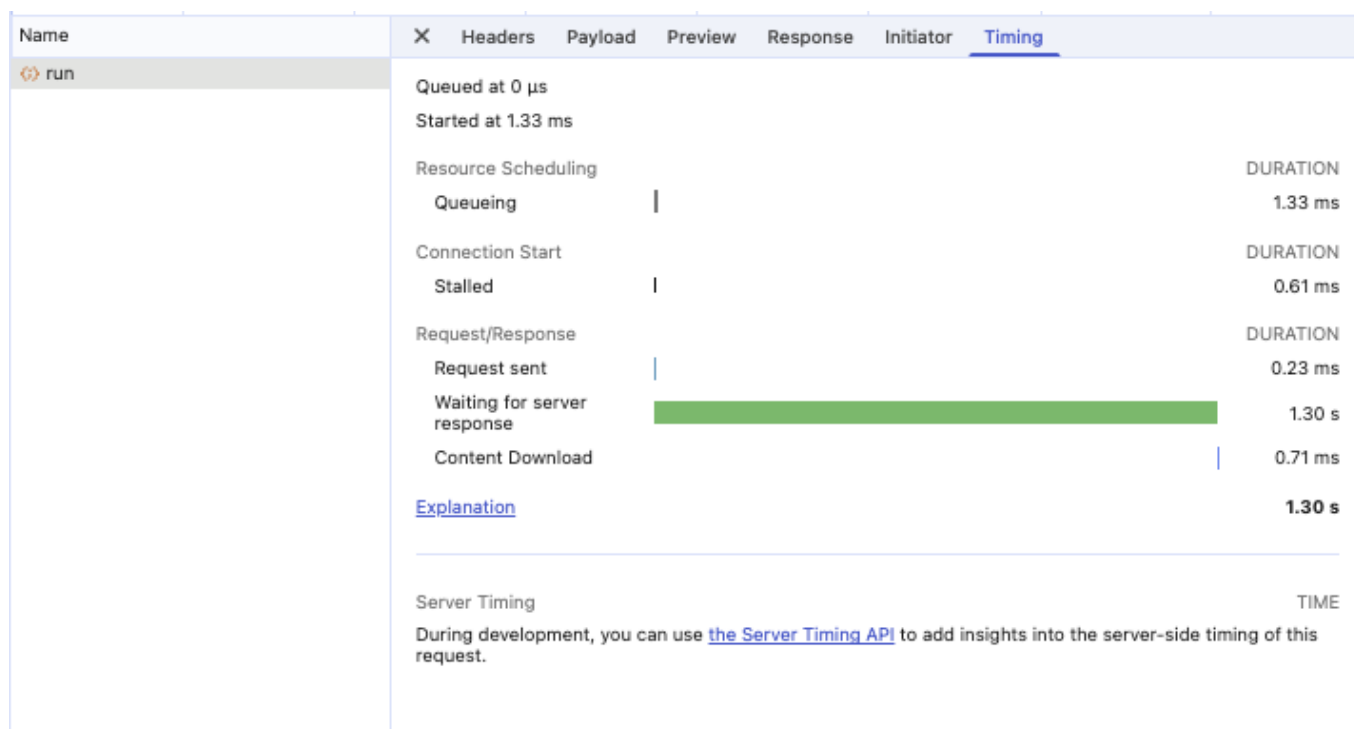 Name
Headers Payload Preview Response Initiator Timing
run
Queued at 0 μs
Started at 1.33 ms
Resource Scheduling DURATION
Queueing 1.33 ms
Connection Start DURATION
Stalled 0.61 ms
Request/Response DURATION
Request sent 0.23 ms
Waiting for server
response 1.30 s
Content Download 0.71 ms
Explanation 1.30 s
Server Timing TIME
During development, you can use the Server Timing API to add insights into the server-side timing of this
request.